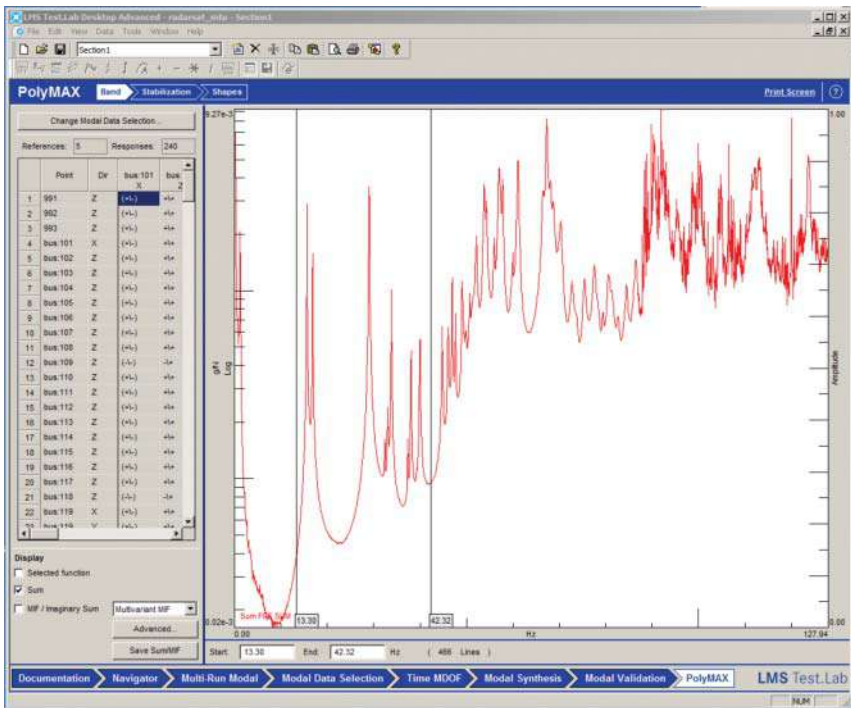 LMS Test.Lab Desktop Advanced - radarsat_mfa - Section1
File Edit View Data Tools Window Help
Section1
PolyMAX Band Stabilization Shapes Print Screen
Change Modal Data Selection...
References: 5 Responses: 240
Point Dir bus:101 X bus: Z
1 991 Z (+\-) +\+
2 992 Z (+\-) +\+
3 993 Z (+\-) +\+
4 bus:101 X (+\-) +\+
5 bus:102 Z (+\-) +\+
6 bus:103 Z (+\-) +\+
7 bus:104 Z (+\-) +\+
8 bus:105 Z (+\-) +\+
9 bus:106 Z (+\-) +\+
10 bus:107 Z (+\-) +\+
11 bus:108 Z (+\-) +\+
12 bus:109 Z (-\-) -\+
13 bus:110 Z (+\-) +\+
14 bus:111 Z (+\-) +\+
15 bus:112 Z (+\-) +\+
16 bus:113 Z (+\-) +\+
17 bus:114 Z (+\-) +\+
18 bus:115 Z (+\-) +\+
19 bus:116 Z (+\-) +\+
20 bus:117 Z (+\-) +\+
21 bus:118 Z (-\-) -\+
22 bus:119 X (+\-) +\+
23 bus:119 Y (+\-) +\+
Display
Selected function
Sum
MIF / Imaginary Sum Multivariant MIF
Advanced...
Save Sum/MIF
9.27e-3
1.00
g/N
Log
Amplitude
0.02e-3
Sum FRF SUM
13.30
42.32
0.00
0.00
Hz
127.94
Start: 13.30 End: 42.32 Hz ( 466 Lines )
Documentation Navigator Multi-Run Modal Modal Data Selection Time MDOF Modal Synthesis Modal Validation PolyMAX LMS Test.Lab
NUM